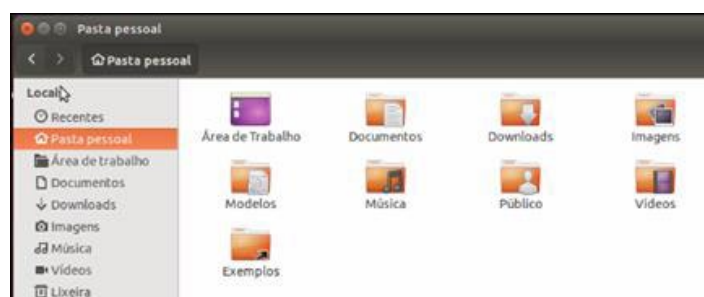 Pasta pessoal
Pasta pessoal
Locais
Recentes
Pasta pessoal
Área de trabalho
Documentos
Downloads
Imagens
Música
Vídeos
Lixeira
Área de Trabalho
Documentos
Downloads
Imagens
Modelos
Música
Público
Vídeos
Exemplos